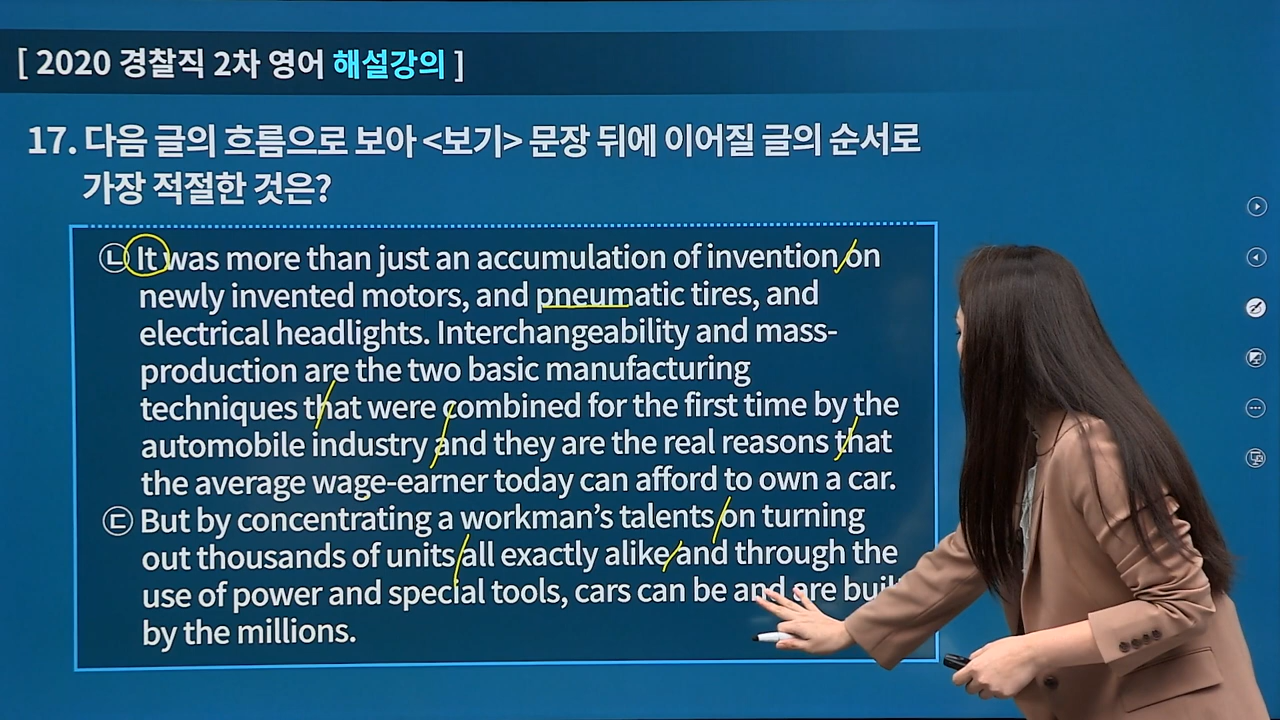 [ 2020 경찰직 2차 영어 해설강의 ]
17. 다음 글의 흐름으로 보아 <보기> 문장 뒤에 이어질 글의 순서로
가장 적절한 것은?
㉡ It was more than just an accumulation of invention on
newly invented motors, and pneumatic tires, and
electrical headlights. Interchangeability and mass-
production are the two basic manufacturing
techniques that were combined for the first time by the
automobile industry and they are the real reasons that
the average wage-earner today can afford to own a car.
㉢ But by concentrating a workman’s talents on turning
out thousands of units all exactly alike and through the
use of power and special tools, cars can be and are built
by the millions.